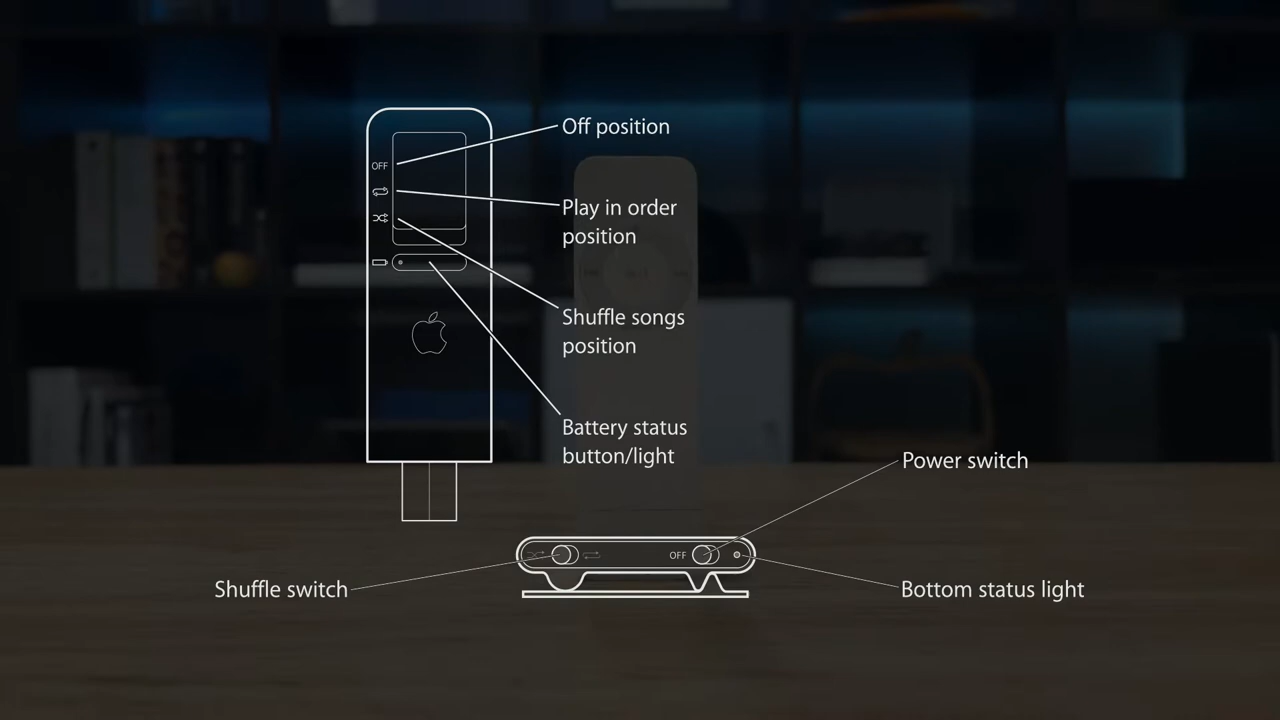 Off position
OFF
Play in order
position
Shuffle songs
position
Battery status
button/light
Power switch
OFF
Shuffle switch
Bottom status light